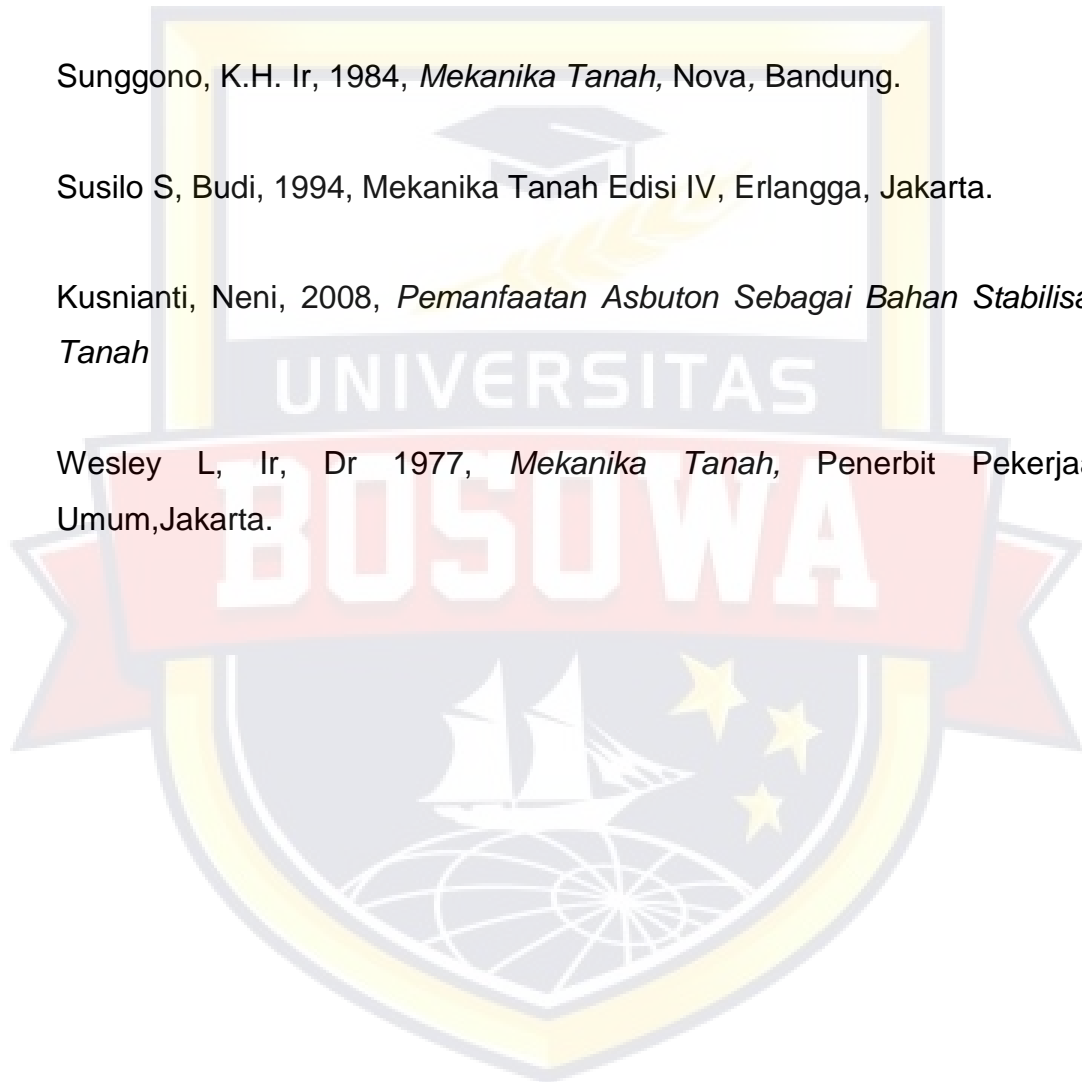 Sunggono, K.H. Ir, 1984, Mekanika Tanah, Nova, Bandung.
Susilo S, Budi, 1994, Mekanika Tanah Edisi IV, Erlangga, Jakarta.
Kusnianti, Neni, 2008, Pemanfaatan Asbuton Sebagai Bahan Stabilisa
Tanah
UNIVERSITAS
Wesley L, Ir, Dr 1977, Mekanika Tanah, Penerbit Pekerjaa
Umum,Jakarta.
BOSOWA